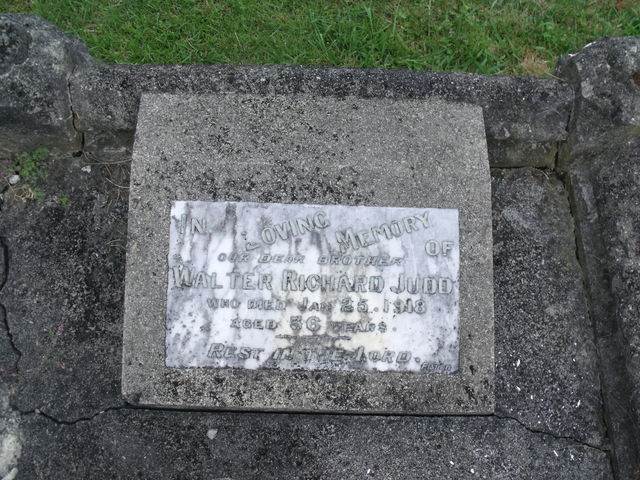 IN LOVING MEMORY OF
OUR DEAR BROTHER
WALTER RICHARD JUDD
WHO DIED JAN 25. 1918
AGED 36 YEARS.
REST IN THE LORD.